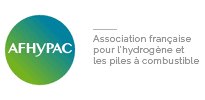 AFHYPAC
Association française
pour l'hydrogène et
les piles à combustible